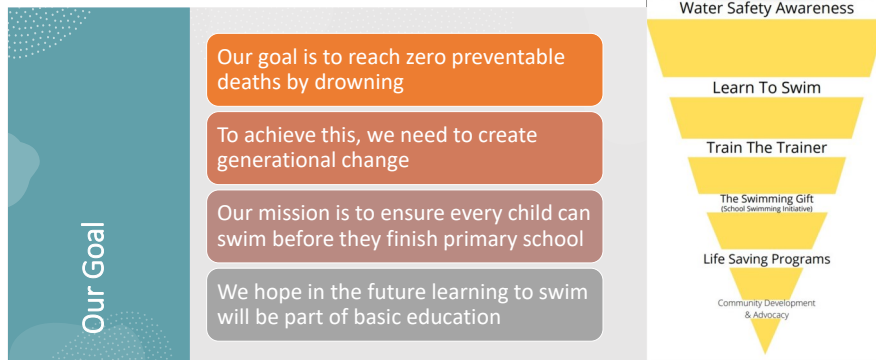 Our Goal
Our goal is to reach zero preventable
deaths by drowning
To achieve this, we need to create
generational change
Our mission is to ensure every child can
swim before they finish primary school
We hope in the future learning to swim
will be part of basic education
Water Safety Awareness
Learn To Swim
Train The Trainer
The Swimming Gift
(School Swimming Initiative)
Life Saving Programs
Community Development
& Advocacy